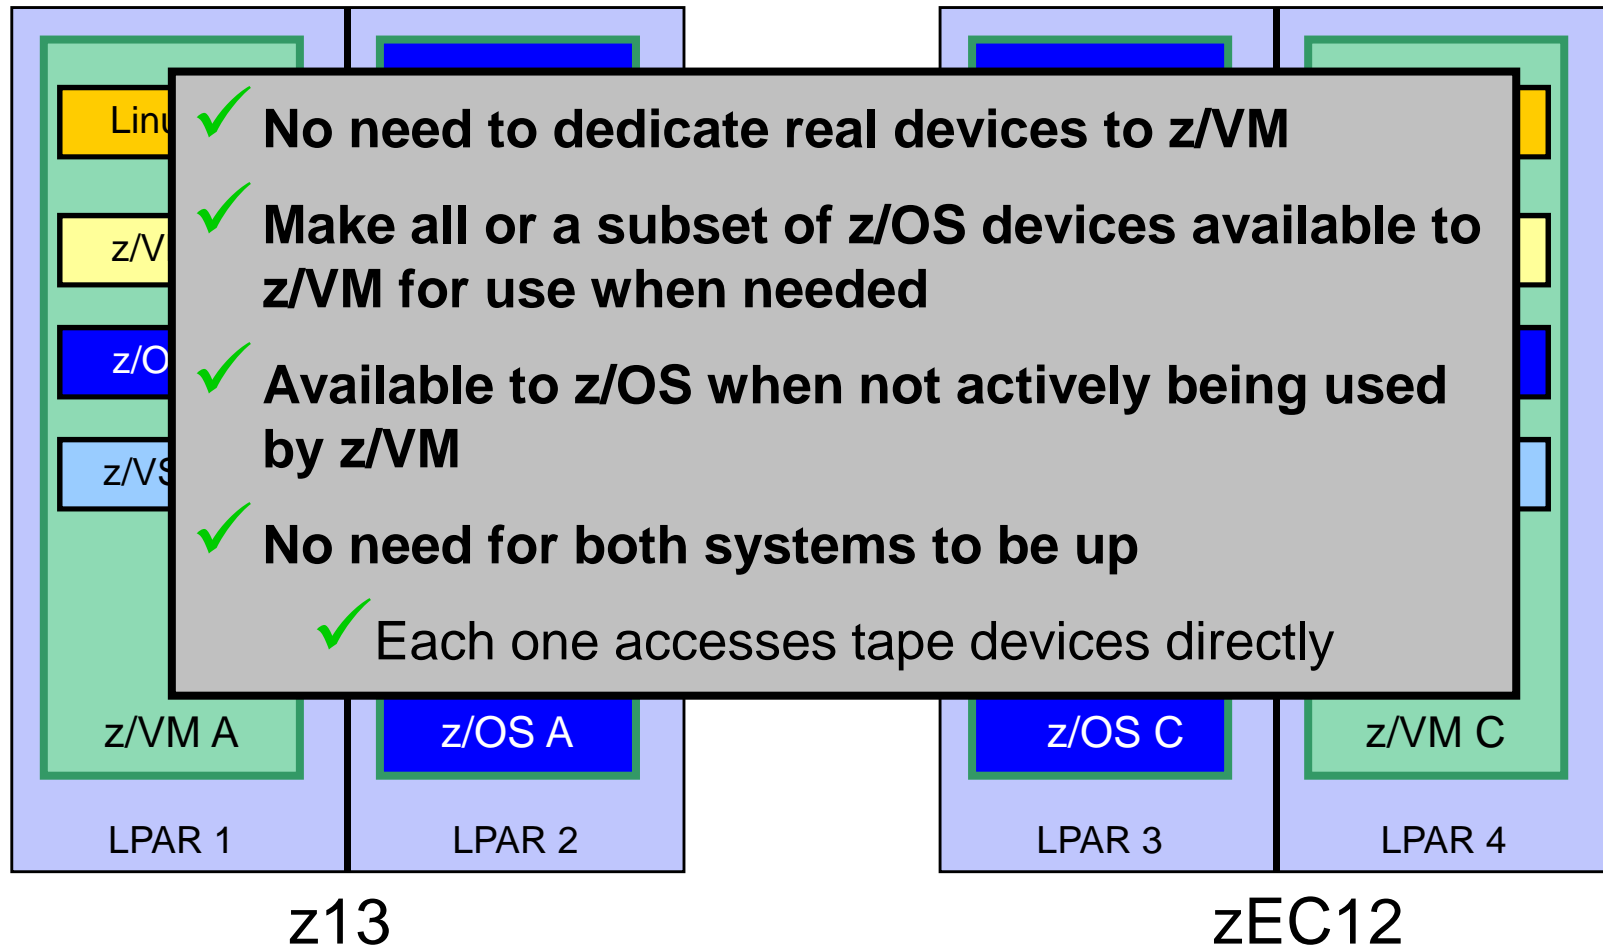 No need to dedicate real devices to z/VM
Make all or a subset of z/OS devices available to
z/VM for use when needed
Available to z/OS when not actively being used
by z/VM
No need for both systems to be up
Each one accesses tape devices directly
z/VM A
z/OS A
z/OS C
z/VM C
LPAR 1
LPAR 2
LPAR 3
LPAR 4
z13
zEC12